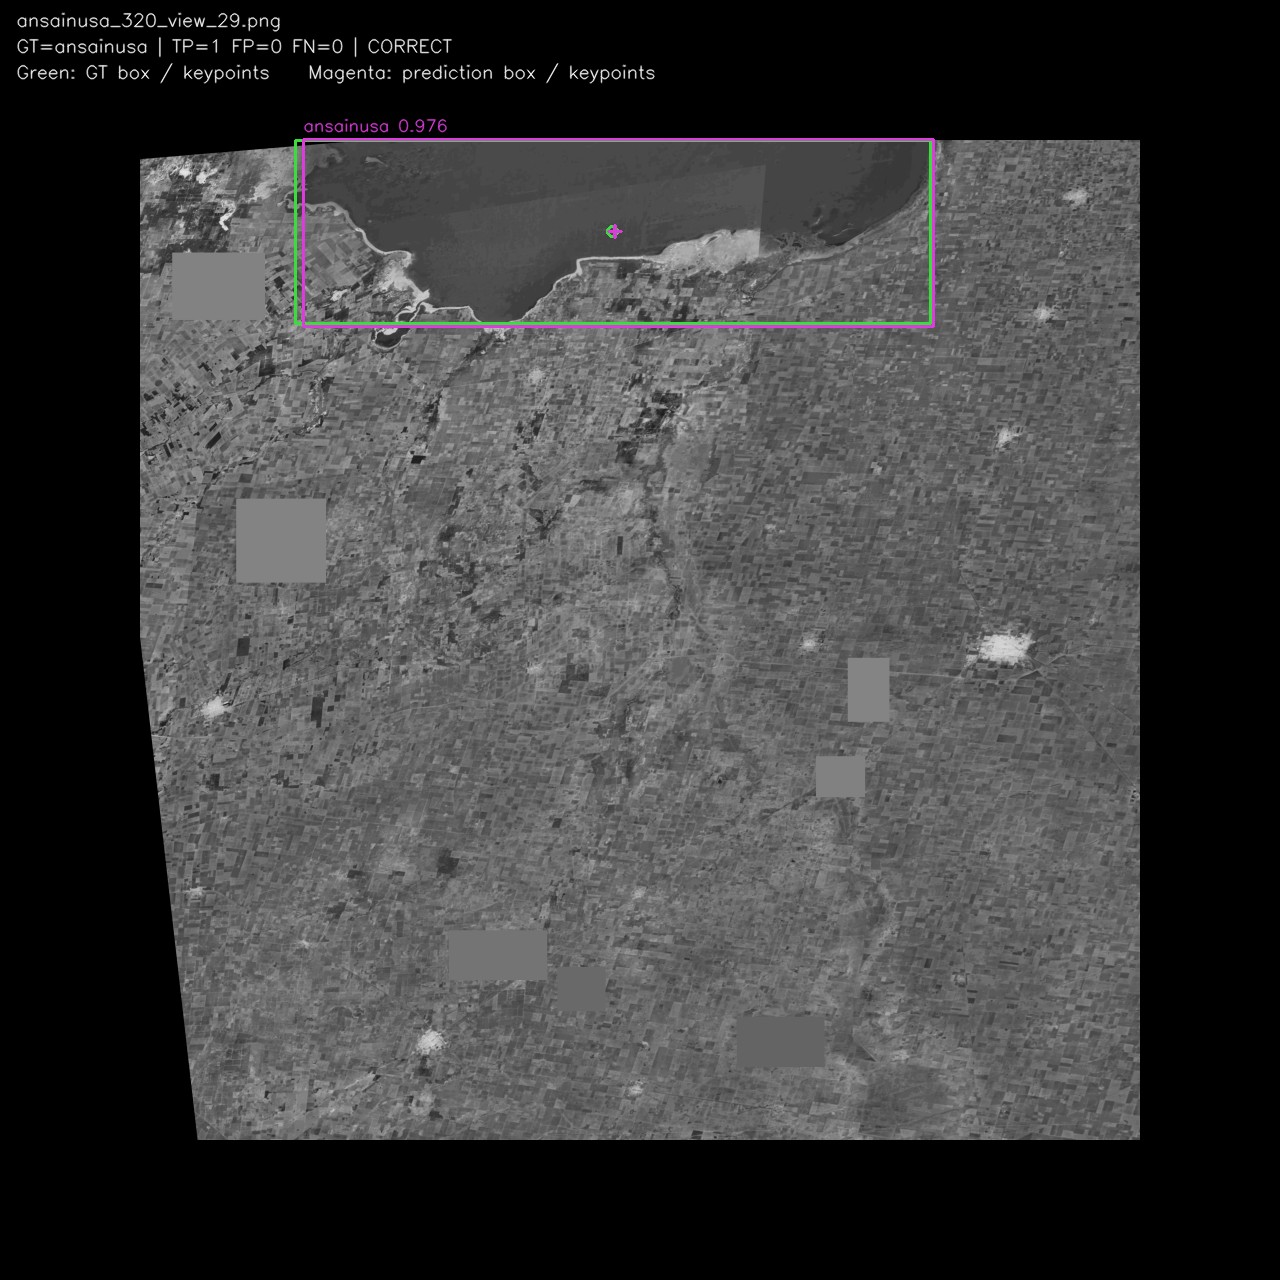 ansainusa_320_view_29.png
GT=ansainusa | TP=1 FP=0 FN=0 | CORRECT
Green: GT box / keypoints    Magenta: prediction box / keypoints
ansainusa 0.976